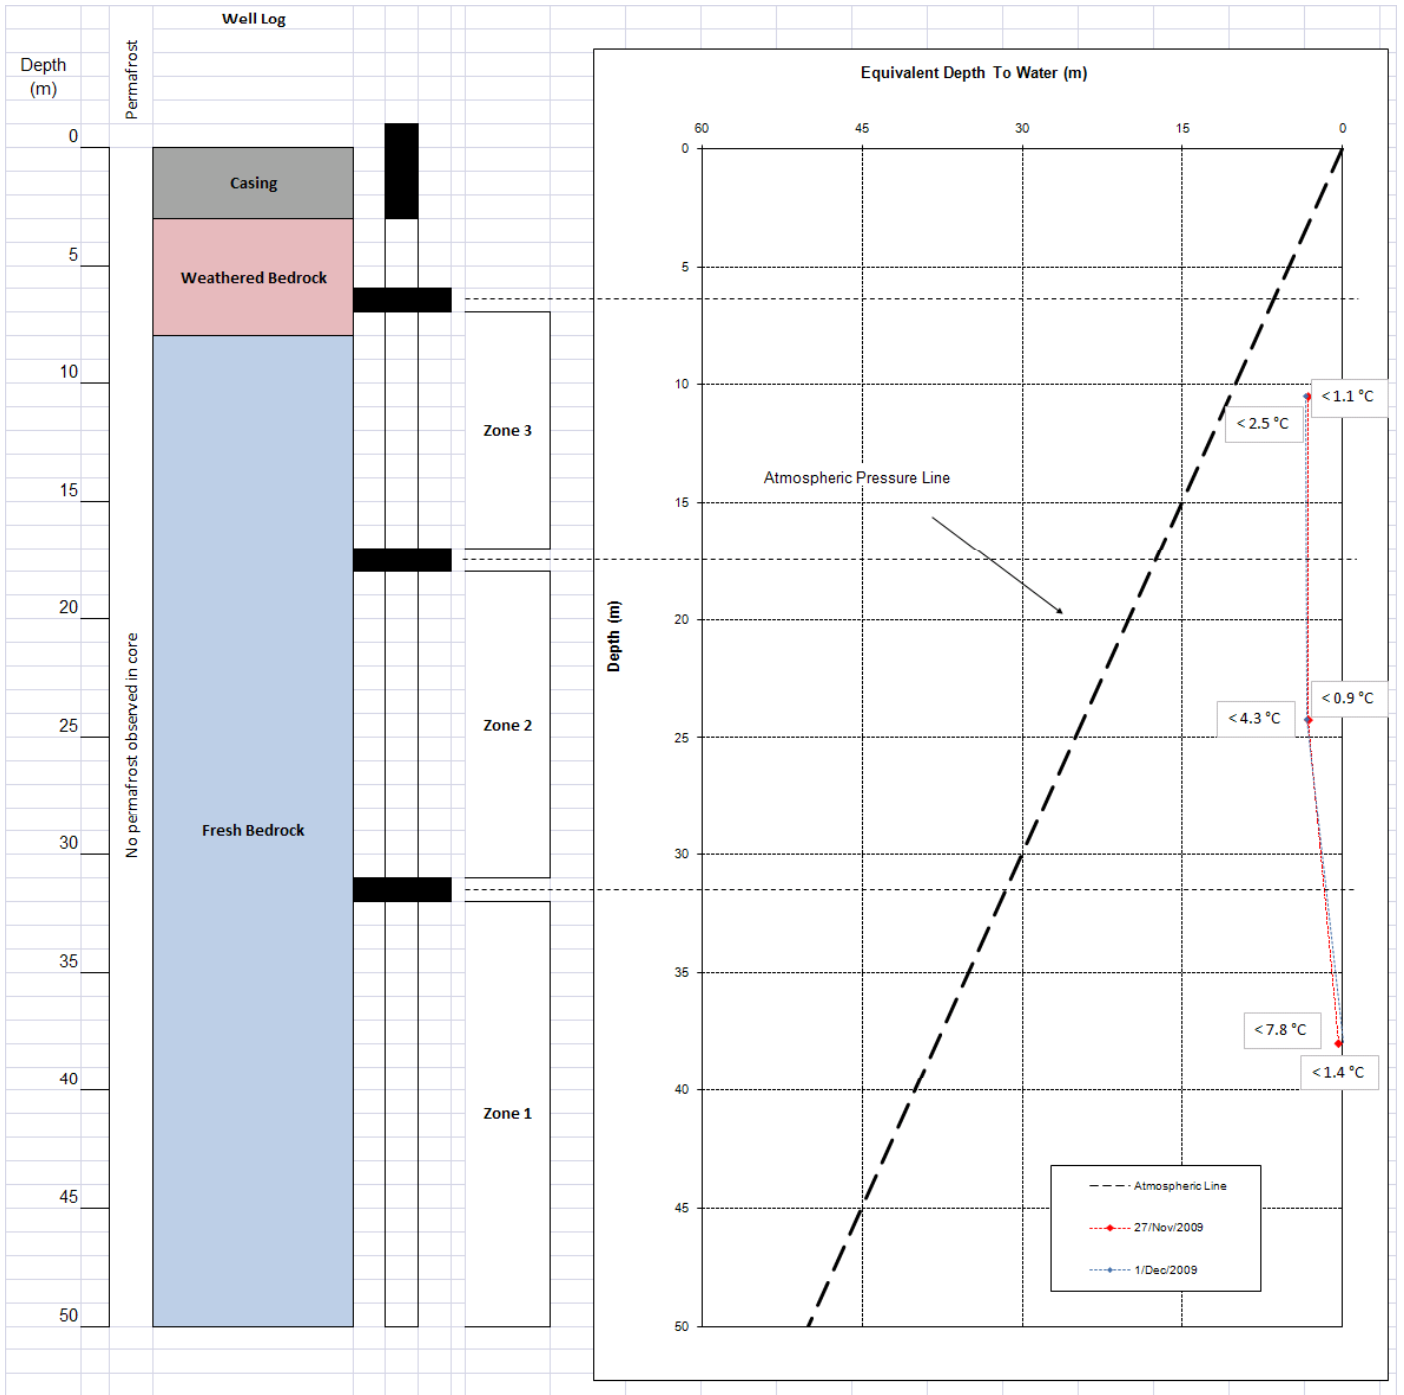 Well Log
Depth
(m)
Permafrost
No permafrost observed in core
0
5
10
15
20
25
30
35
40
45
50
Casing
Weathered Bedrock
Fresh Bedrock
Zone 3
Zone 2
Zone 1
Equivalent Depth To Water (m)
60 45 30 15 0
Depth (m)
0
5
10
15
20
25
30
35
40
45
50
Atmospheric Pressure Line
< 1.1 °C
< 2.5 °C
< 0.9 °C
< 4.3 °C
< 7.8 °C
< 1.4 °C
Atmospheric Line
27/Nov/2009
1/Dec/2009